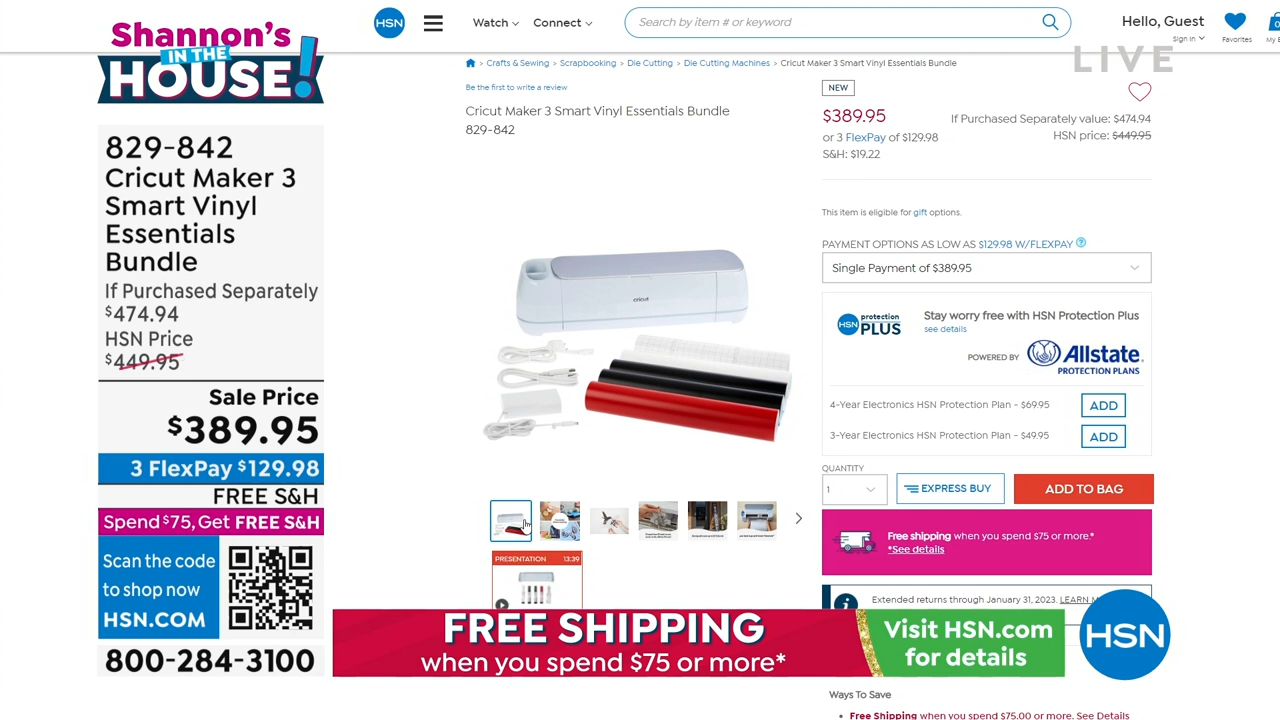 Shannon's
IN THE
HOUSE!
829-842
Cricut Maker 3
Smart Vinyl
Essentials
Bundle
If Purchased Separately
$474.94
HSN Price
$449.95
Sale Price
$389.95
3 FlexPay $129.98
FREE S&H
Spend $75, Get FREE S&H
Scan the code
to shop now
HSN.COM
800-284-3100
HSN
Watch
Connect
Search by item # or keyword
Hello, Guest
Sign In
Favorites
My B
0
LIVE
> Crafts & Sewing > Scrapbooking > Die Cutting > Die Cutting Machines > Cricut Maker 3 Smart Vinyl Essentials Bundle
Be the first to write a review
Cricut Maker 3 Smart Vinyl Essentials Bundle
829-842
cricut
PRESENTATION 13:39
NEW
$389.95
If Purchased Separately value: $474.94
or 3 FlexPay of $129.98
HSN price: $449.95
S&H: $19.22
This item is eligible for gift options.
PAYMENT OPTIONS AS LOW AS $129.98 W/FLEXPAY ?
Single Payment of $389.95
HSN protection PLUS
Stay worry free with HSN Protection Plus
see details
POWERED BY Allstate PROTECTION PLANS
4-Year Electronics HSN Protection Plan - $69.95 ADD
3-Year Electronics HSN Protection Plan - $49.95 ADD
QUANTITY
1
EXPRESS BUY
ADD TO BAG
Free shipping when you spend $75 or more.*
*See details
Extended returns through January 31, 2023. LEARN M
FREE SHIPPING
when you spend $75 or more*
Visit HSN.com
for details
HSN
Ways To Save
• Free Shipping when you spend $75.00 or more. See Details